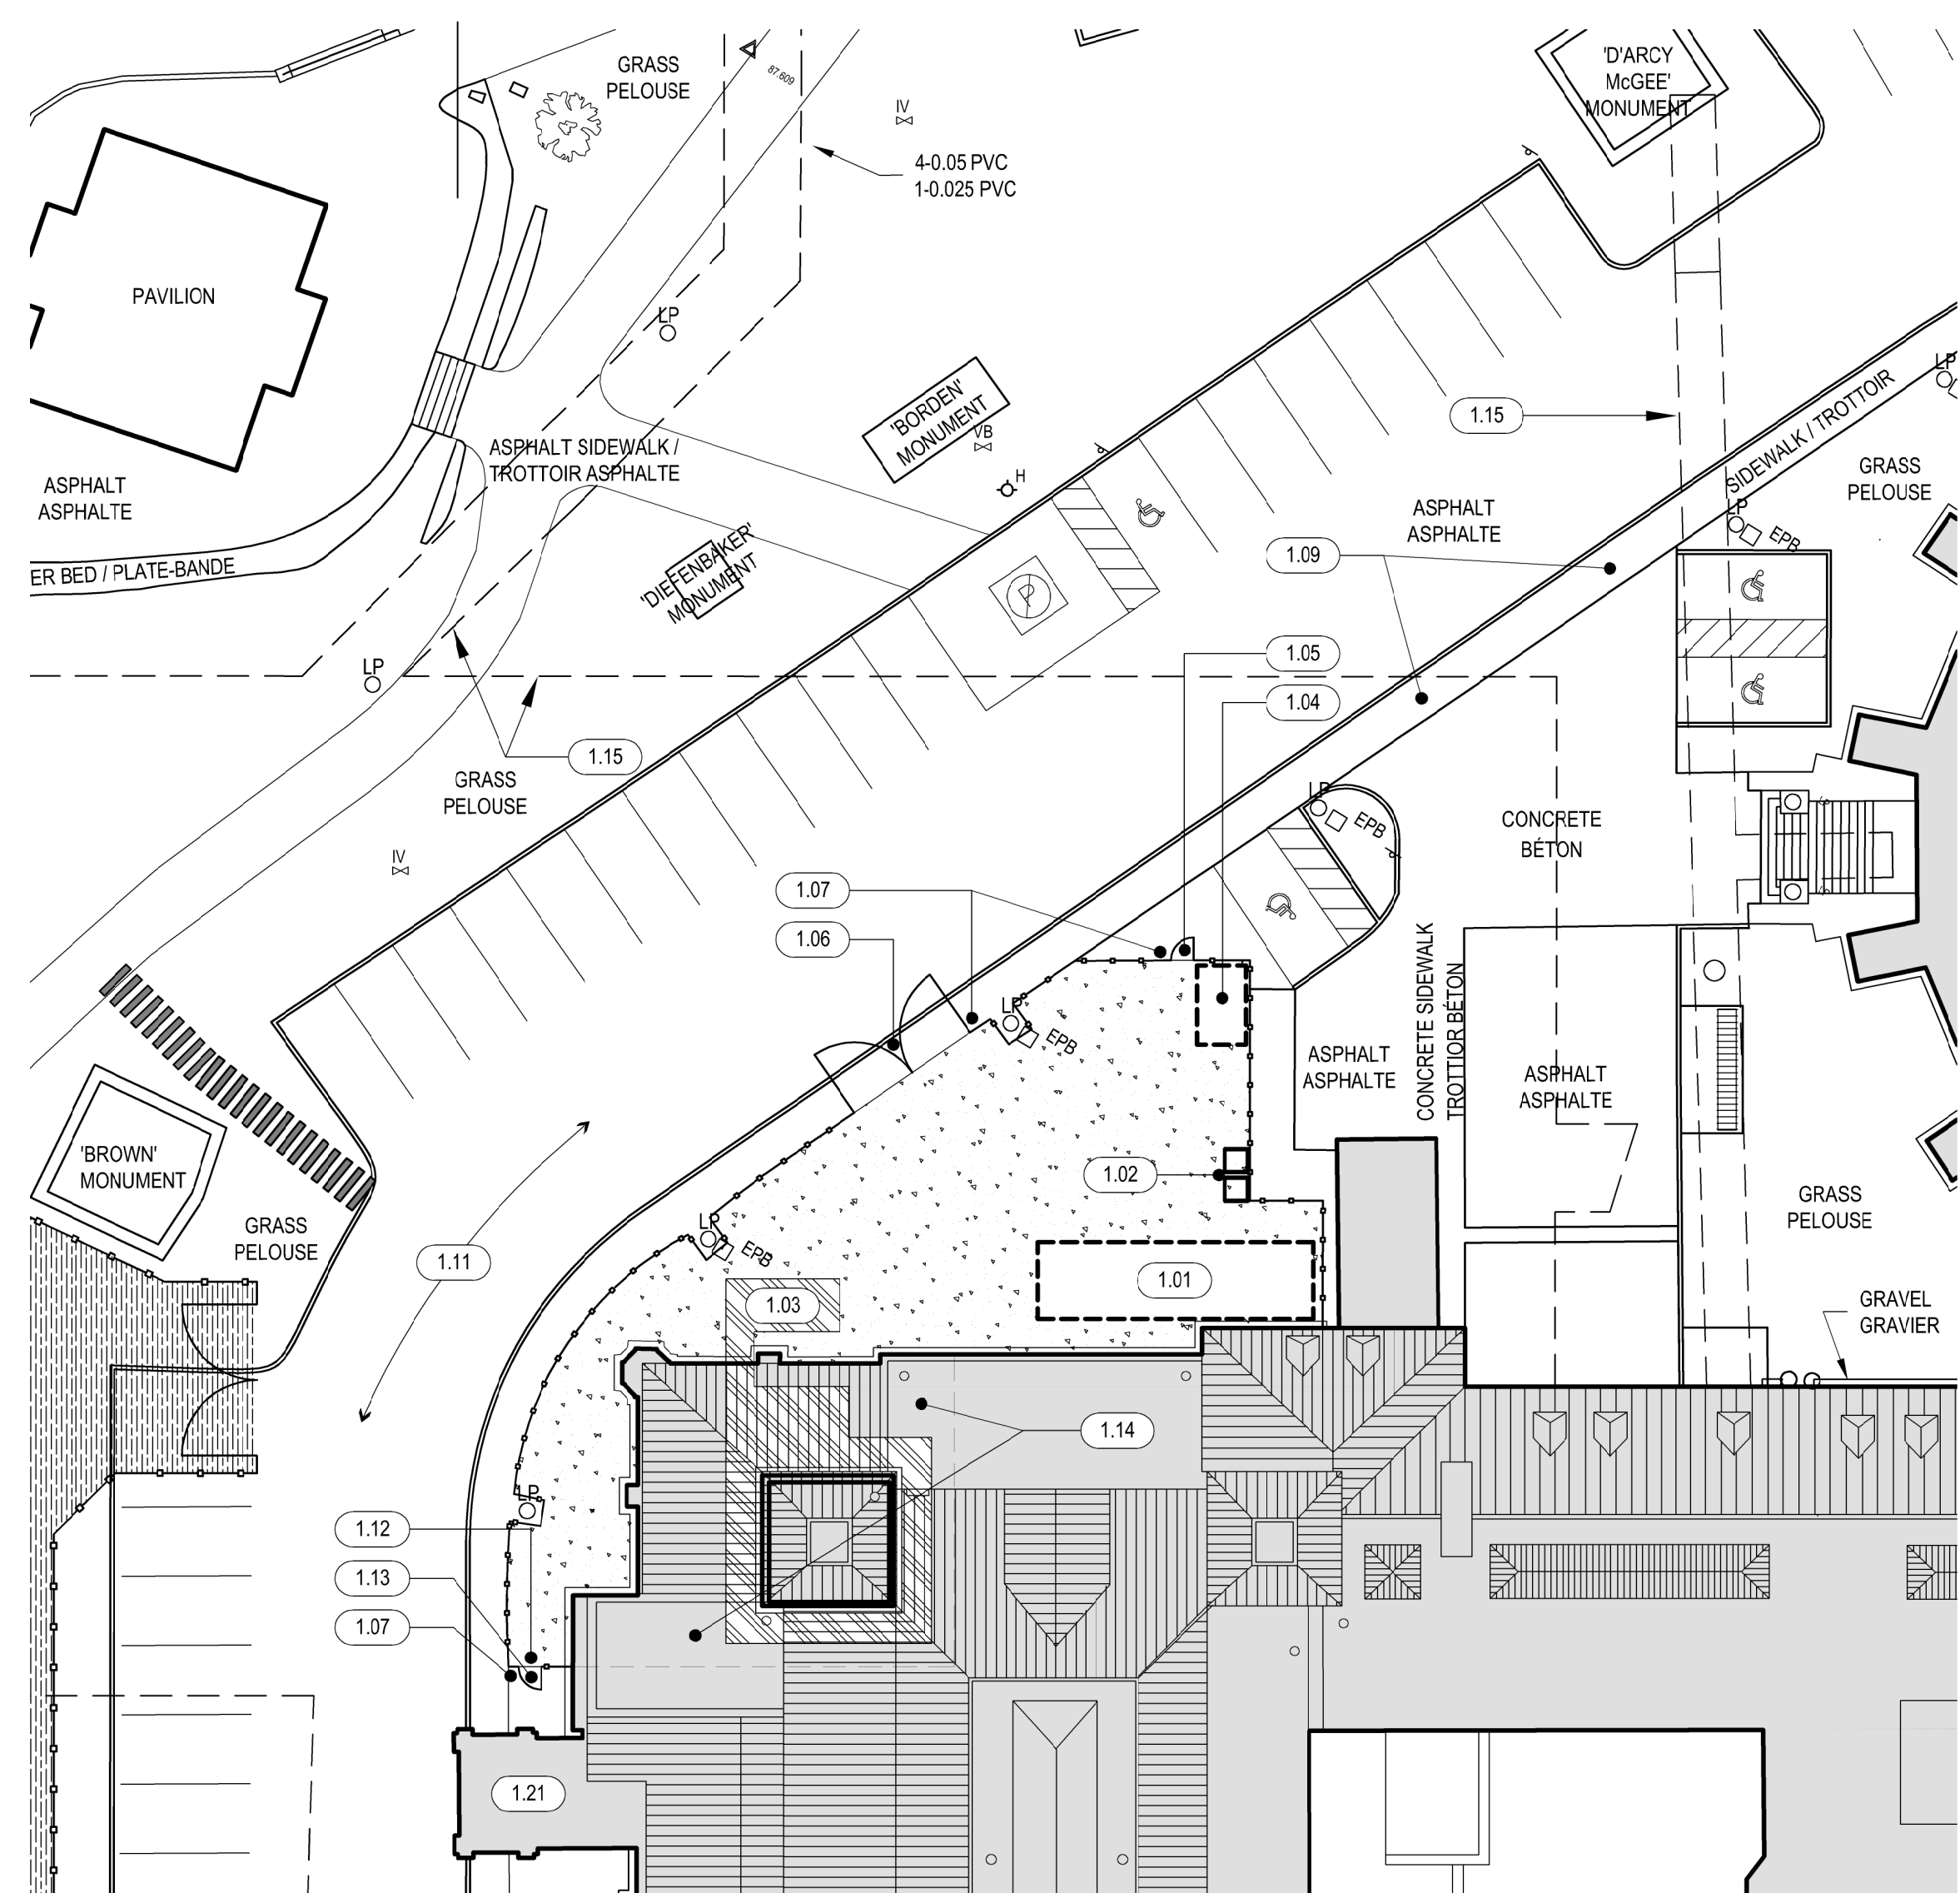 GRASS
PELOUSE
87.609
IV
4-0.05 PVC
1-0.025 PVC
'D'ARCY
McGEE'
MONUMENT
PAVILION
LP
'BORDEN'
MONUMENT
VB
H
ASPHALT SIDEWALK /
TROTTOIR ASPHALTE
ASPHALT
ASPHALTE
ER BED / PLATE-BANDE
'DIEFENBAKER'
MONUMENT
LP
1.15
SIDEWALK / TROTTOIR
LP
GRASS
PELOUSE
ASPHALT
ASPHALTE
LP
EPB
1.09
1.05
1.04
1.15
GRASS
PELOUSE
IV
LP
EPB
CONCRETE
BÉTON
1.07
1.06
LP
EPB
CONCRETE SIDEWALK
TROTTIOR BÉTON
ASPHALT
ASPHALTE
ASPHALT
ASPHALTE
'BROWN'
MONUMENT
GRASS
PELOUSE
1.11
LP
EPB
1.02
1.01
1.03
GRASS
PELOUSE
GRAVEL
GRAVIER
1.14
LP
1.12
1.13
1.07
1.21